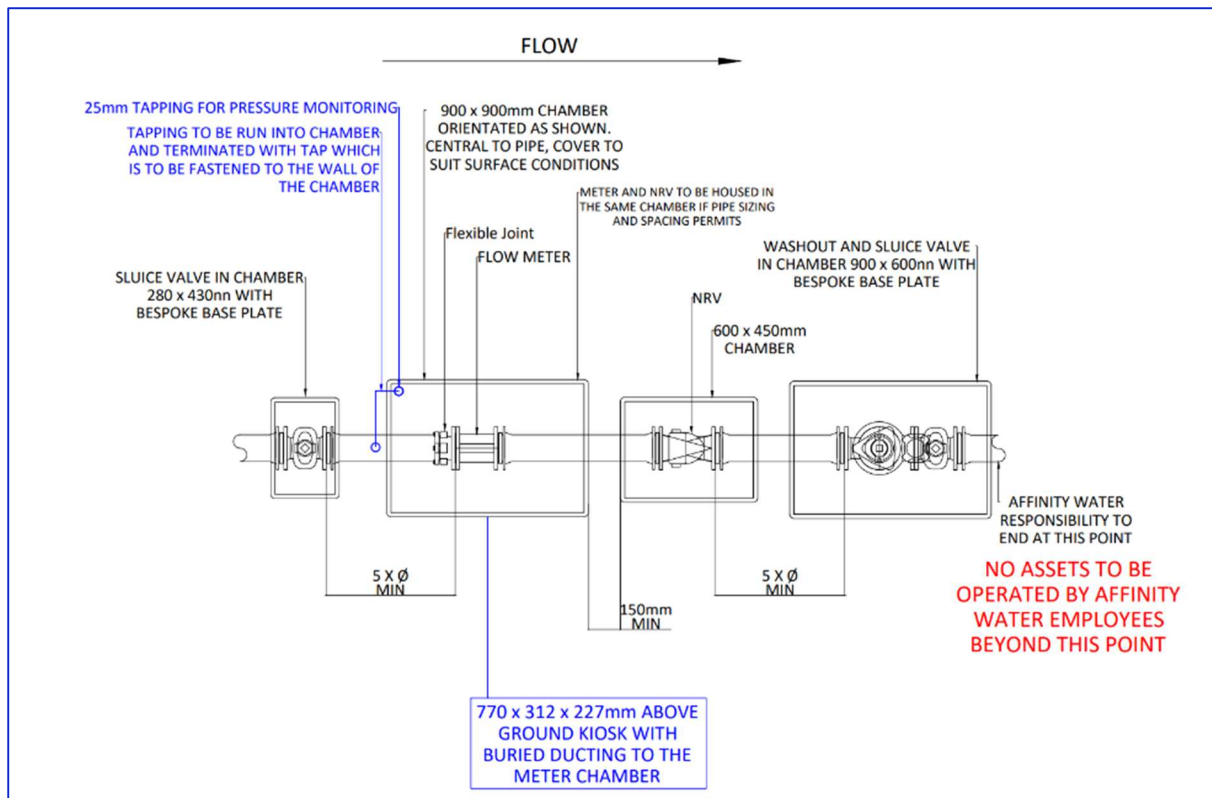 FLOW
25mm TAPPING FOR PRESSURE MONITORING
TAPPING TO BE RUN INTO CHAMBER
AND TERMINATED WITH TAP WHICH
IS TO BE FASTENED TO THE WALL OF
THE CHAMBER
900 x 900mm CHAMBER
ORIENTATED AS SHOWN.
CENTRAL TO PIPE, COVER TO
SUIT SURFACE CONDITIONS
METER AND NRV TO BE HOUSED IN
THE SAME CHAMBER IF PIPE SIZING
AND SPACING PERMITS
Flexible Joint
FLOW METER
WASHOUT AND SLUICE VALVE
IN CHAMBER 900 x 600nn WITH
BESPOKE BASE PLATE
SLUICE VALVE IN CHAMBER
280 x 430nn WITH
BESPOKE BASE PLATE
NRV
600 x 450mm
CHAMBER
AFFINITY WATER
RESPONSIBILITY TO
END AT THIS POINT
NO ASSETS TO BE
OPERATED BY AFFINITY
WATER EMPLOYEES
BEYOND THIS POINT
5 X Ø
MIN
150mm
MIN
5 X Ø
MIN
770 x 312 x 227mm ABOVE
GROUND KIOSK WITH
BURIED DUCTING TO THE
METER CHAMBER